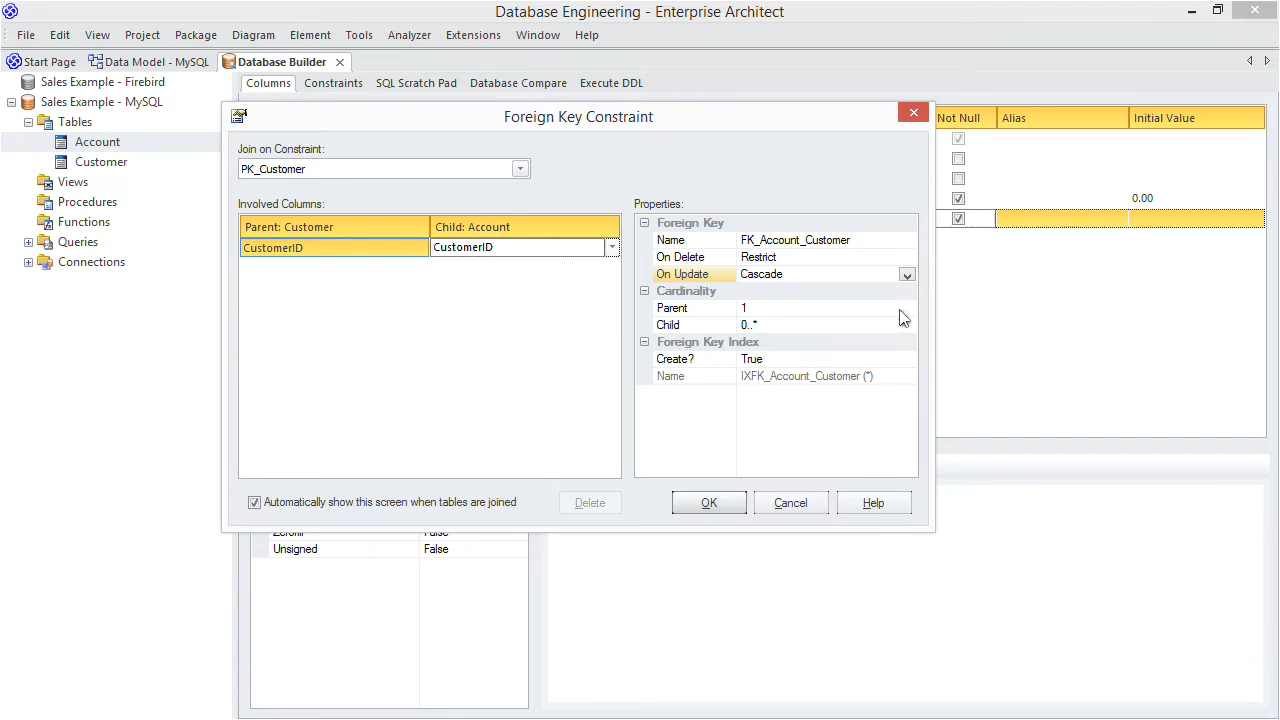 Database Engineering - Enterprise Architect
File Edit View Project Package Diagram Element Tools Analyzer Extensions Window Help
Start Page Data Model - MySQL Database Builder
Sales Example - Firebird
Sales Example - MySQL
Tables
Account
Customer
Views
Procedures
Functions
Queries
Connections
Columns Constraints SQL Scratch Pad Database Compare Execute DDL
Not Null Alias Initial Value
0.00
Foreign Key Constraint
Join on Constraint:
PK_Customer
Involved Columns:
Parent: Customer Child: Account
CustomerID CustomerID
Properties:
Foreign Key
Name FK_Account_Customer
On Delete Restrict
On Update Cascade
Cardinality
Parent 1
Child 0..*
Foreign Key Index
Create? True
Name IXFK_Account_Customer (*)
Automatically show this screen when tables are joined
Delete OK Cancel Help
Unsigned False